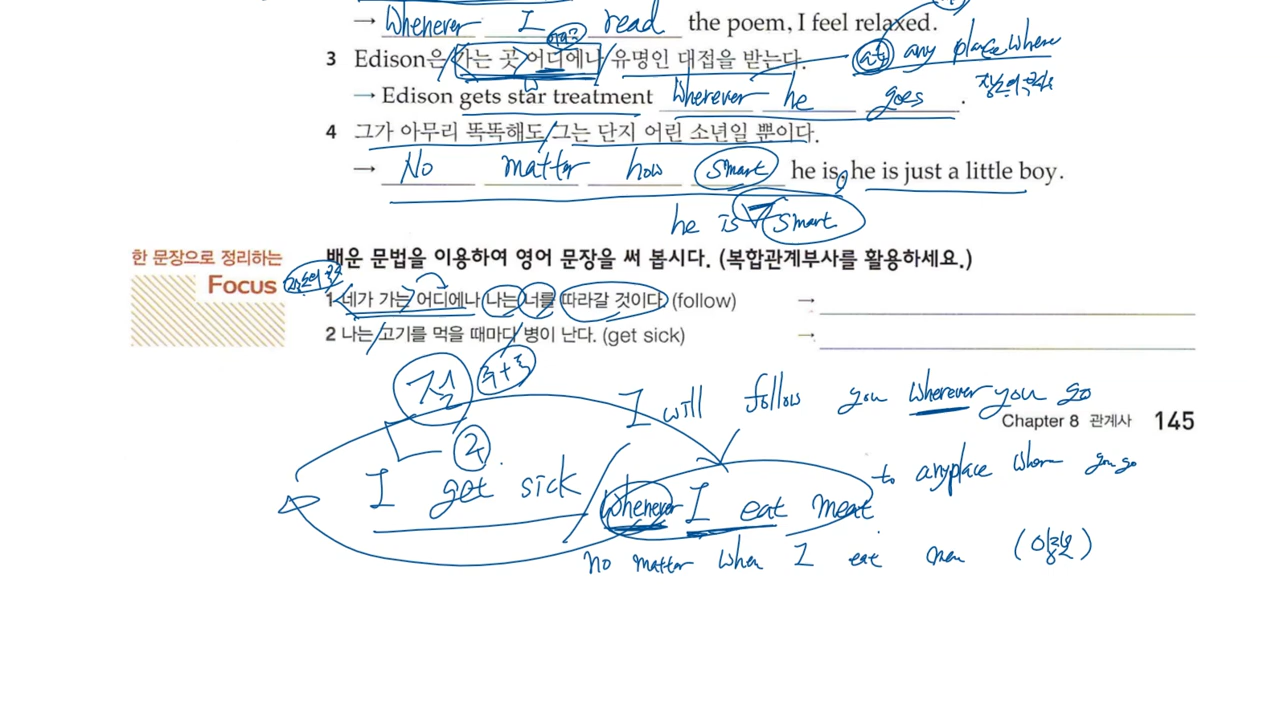 → Whenever I read the poem, I feel relaxed.
3 Edison은 가는 곳 어디에나 유명인 대접을 받는다. at any place where
→ Edison gets star treatment wherever he goes . 장소의
4 그가 아무리 똑똑해도 그는 단지 어린 소년일 뿐이다.
→ No matter how smart he is, he is just a little boy.
he is smart
한 문장으로 정리하는 배운 문법을 이용하여 영어 문장을 써 봅시다. (복합관계부사를 활용하세요.)
Focus
1 네가 가는 어디에나 나는 너를 따라갈 것이다. (follow) →
2 나는 고기를 먹을 때마다 병이 난다. (get sick) →
절 주+동
I will follow you wherever you go
Chapter 8 관계사 145
2
to anyplace where you go
I get sick / whenever I eat meat
no matter when I eat